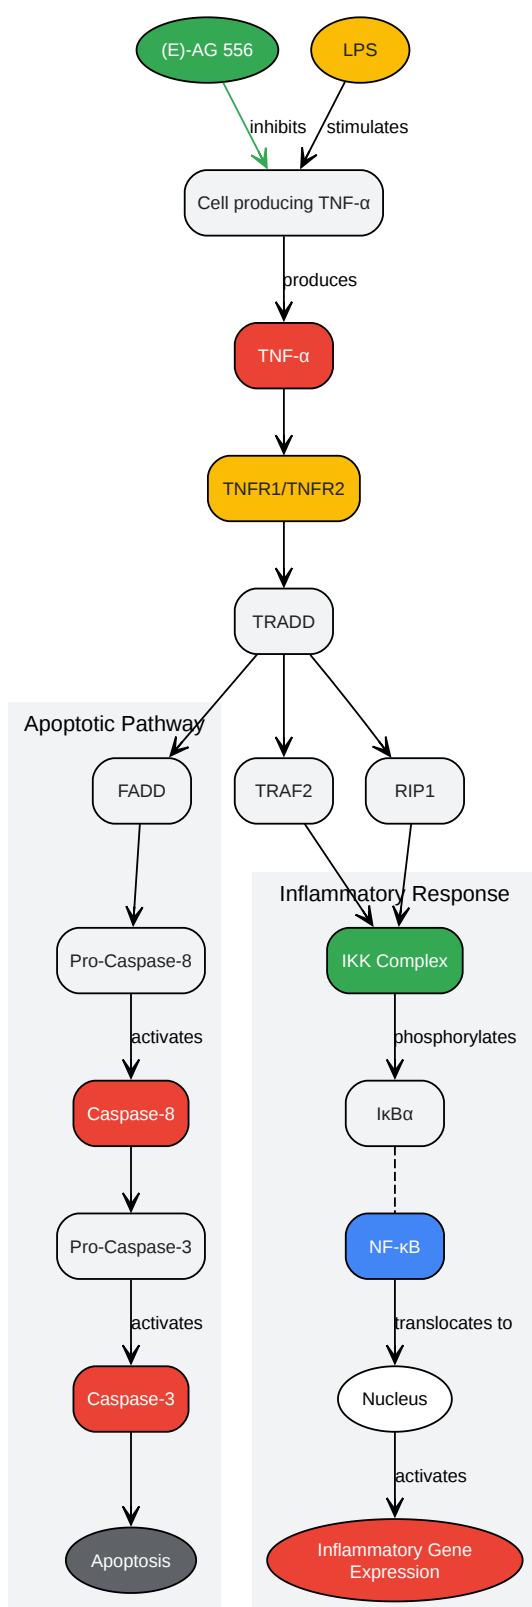 (E)-AG 556
LPS
inhibits
stimulates
Cell producing TNF-α
produces
TNF-α
TNFR1/TNFR2
TRADD
Apoptotic Pathway
FADD
TRAF2
RIP1
Inflammatory Response
Pro-Caspase-8
IKK Complex
activates
phosphorylates
Caspase-8
IκBα
Pro-Caspase-3
NF-κB
activates
translocates to
Caspase-3
Nucleus
activates
Apoptosis
Inflammatory Gene
Expression